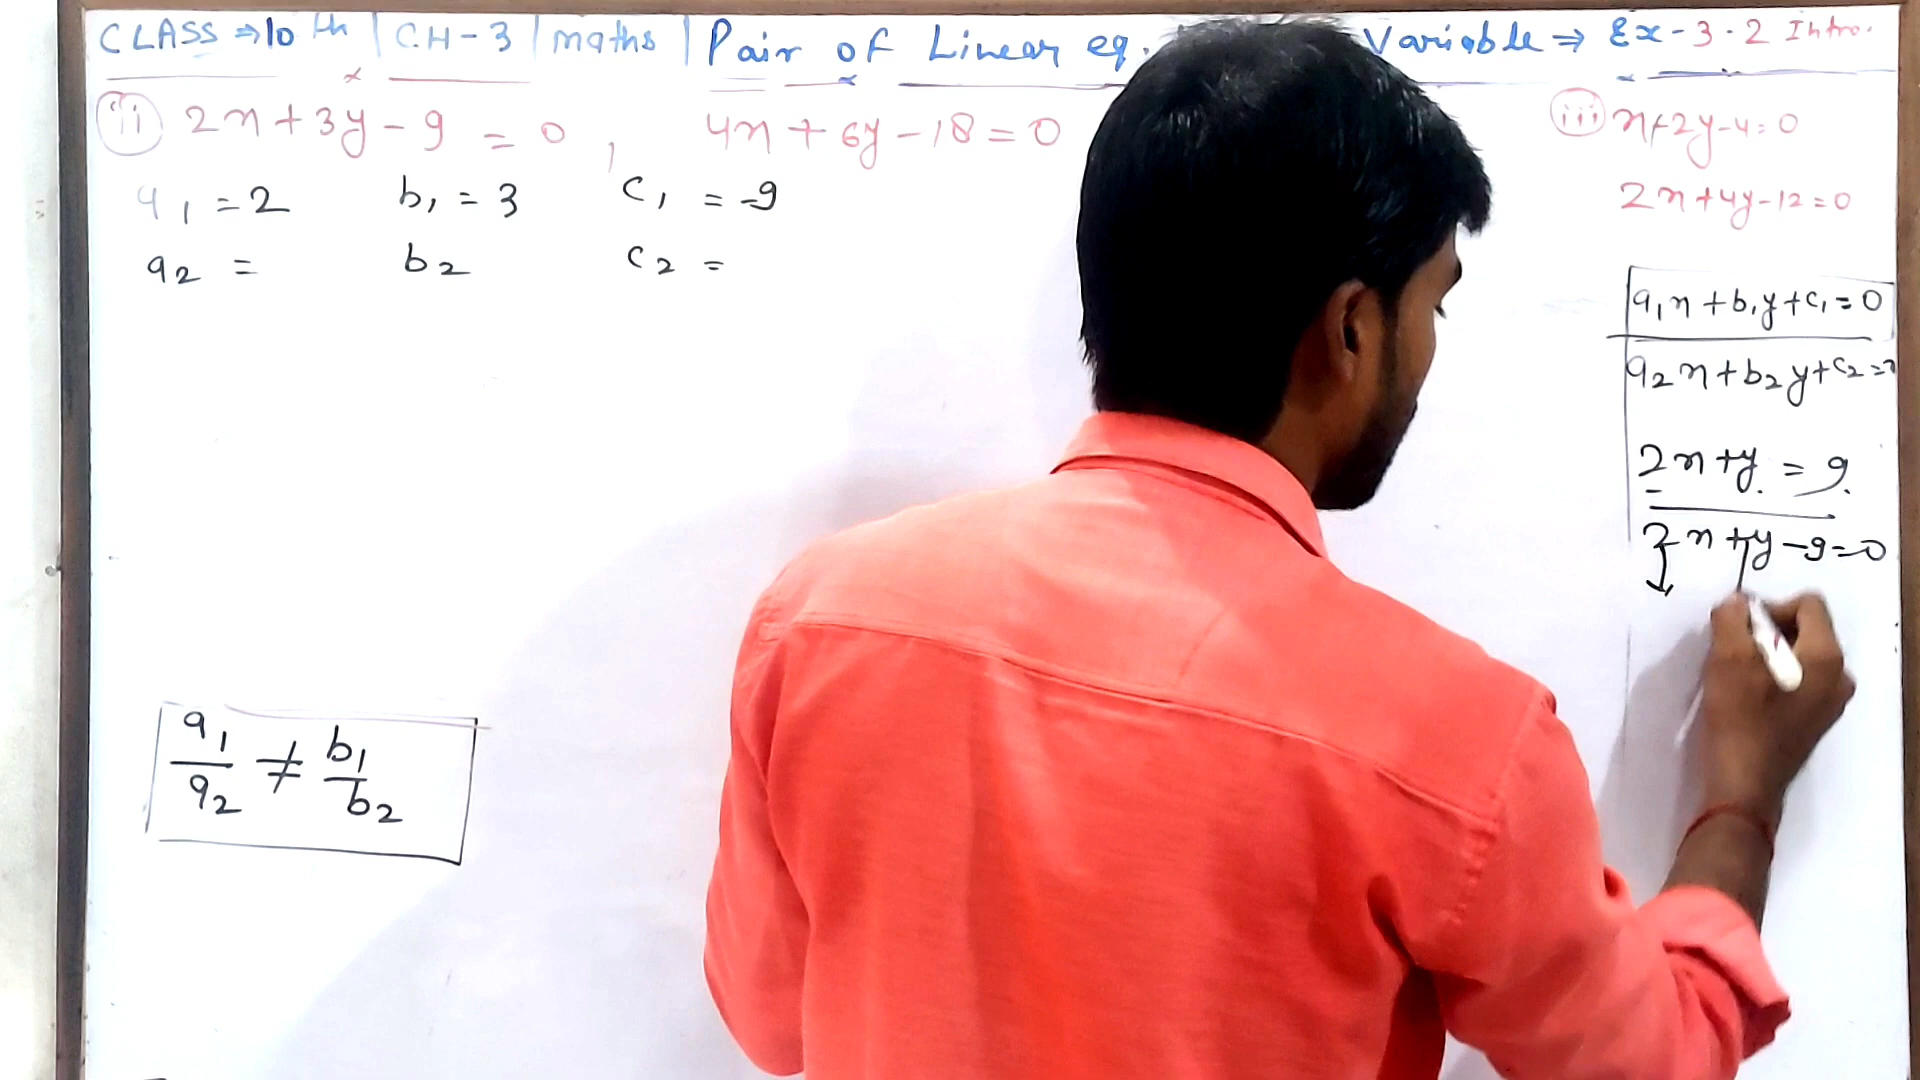 CLASS ⇒ 10th | CH-3 | maths | Pair of Linear eq. Variable ⇒ Ex-3.2 Intro.
(ii) 2x + 3y - 9 = 0 , 4x + 6y - 18 = 0
a1 = 2 b1 = 3 c1 = -9
a2 = b2 c2 =
a1/a2 ≠ b1/b2
(iii) x+2y-4=0
2x+4y-12=0
a1x+b1y+c1=0
a2x+b2y+c2=
2x+y = 9
2x+y-9=0